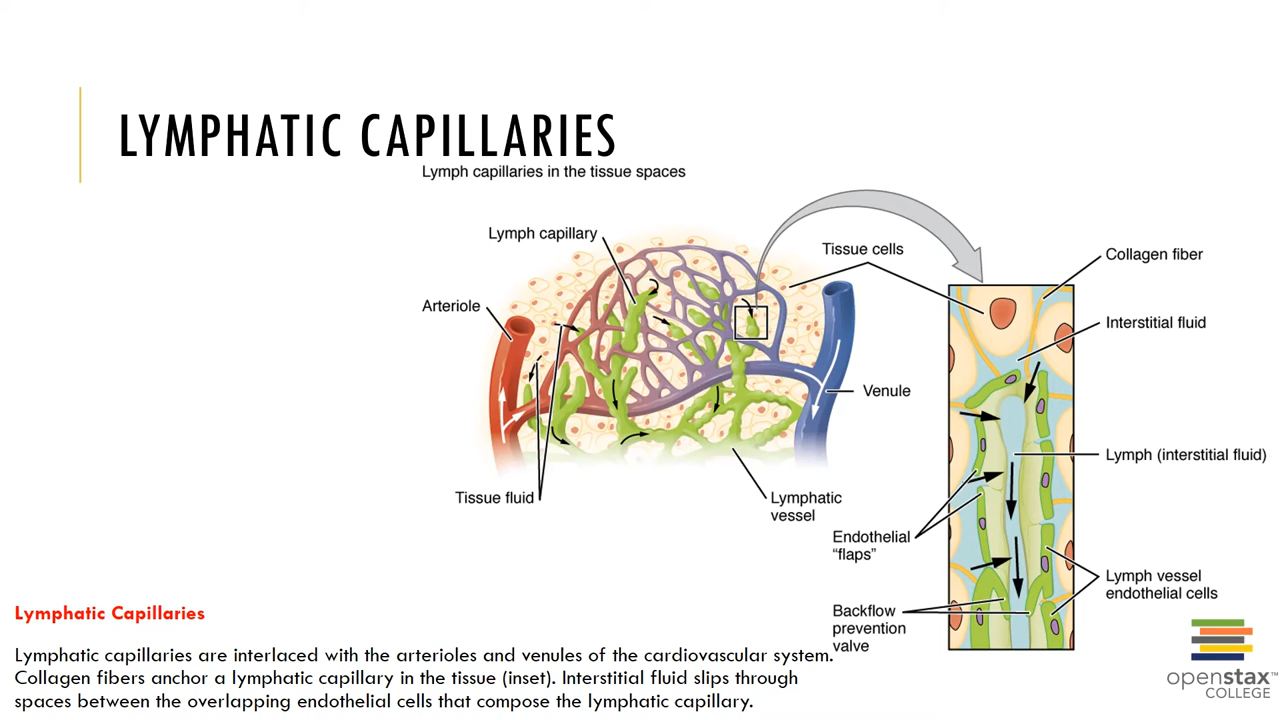 LYMPHATIC CAPILLARIES
Lymph capillaries in the tissue spaces
Lymph capillary
Tissue cells
Collagen fiber
Arteriole
Interstitial fluid
Venule
Lymph (interstitial fluid)
Tissue fluid
Lymphatic
vessel
Endothelial
“flaps”
Lymph vessel
endothelial cells
Backflow
prevention
valve
Lymphatic Capillaries
Lymphatic capillaries are interlaced with the arterioles and venules of the cardiovascular system.
Collagen fibers anchor a lymphatic capillary in the tissue (inset). Interstitial fluid slips through
spaces between the overlapping endothelial cells that compose the lymphatic capillary.
openstax™
COLLEGE